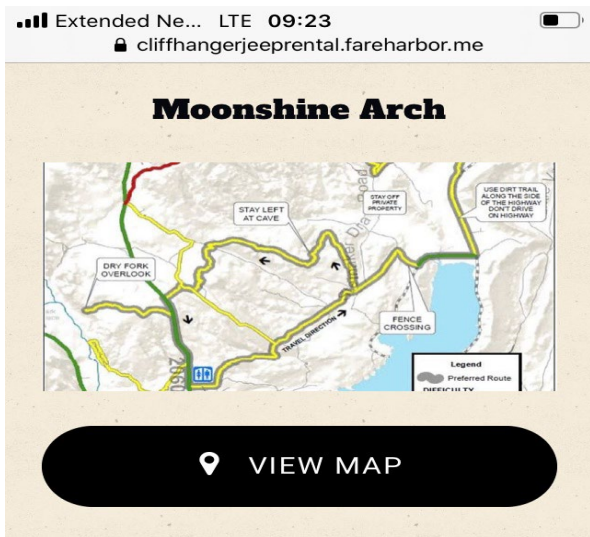 Extended Ne... LTE 09:23
cliffhangerjeeprental.fareharbor.me
Moonshine Arch
STAY OFF
PRIVATE
PROPERTY
USE DIRT TRAIL
ALONG THE SIDE
OF THE HIGHWAY
DON'T DRIVE
ON HIGHWAY
STAY LEFT
AT CAVE
DRY FORK
OVERLOOK
FENCE
CROSSING
TRAVEL DIRECTION
Legend
Preferred Route
DIFFICULTY
VIEW MAP